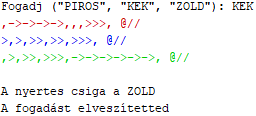 Fogadj ("PIROS", "KEK", "ZOLD"): KEK
,->->->->,,,>>>, @//
>,>,>>,>>,>>>, @//
,>,>>,>>>,->->->->->->, @//
A nyertes csiga a ZOLD
A fogadást elveszítetted